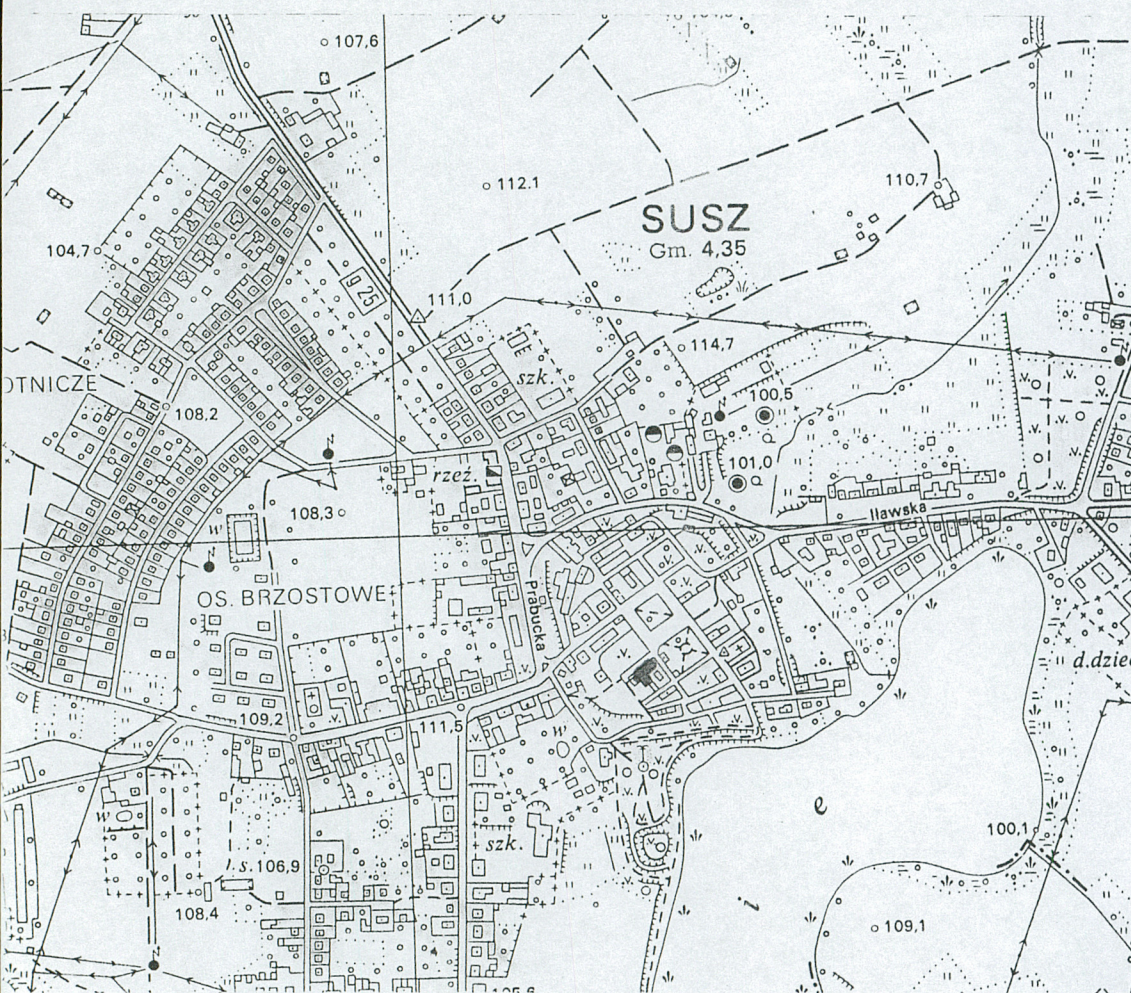 107,6
112.1
110,7
SUSZ
Gm. 4,35
104,7
g 25
111,0
114,7
szk.
OTNICZE
108,2
100,5
N
N
N
rzeź.
101,0
108,3
Iławska
w
N
OS. BRZOSTOWE
Prabucka
d.dzie
P
109,2
111,5
w
e
w
szk.
100,1
s. 106,9
i
108,4
109,1
N
105,6